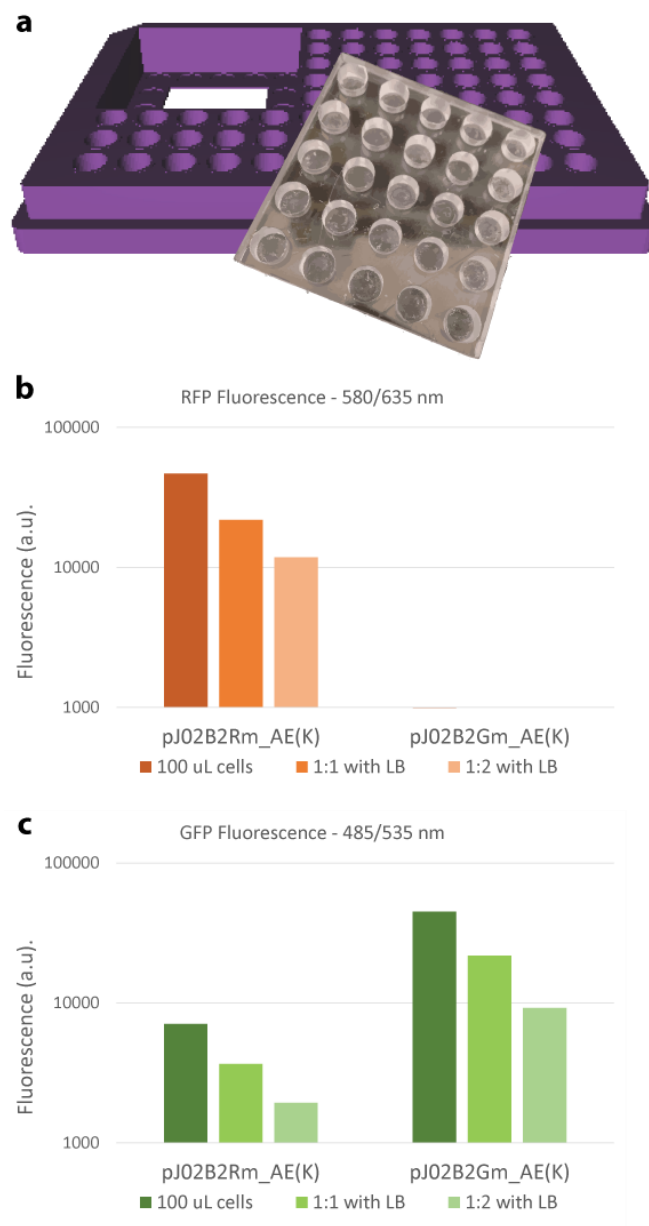 a
b
RFP Fluorescence - 580/635 nm
100000
10000
1000
Fluorescence (a.u).
pJ02B2Rm_AE(K) pJ02B2Gm_AE(K)
100 uL cells 1:1 with LB 1:2 with LB
c
GFP Fluorescence - 485/535 nm
100000
10000
1000
Fluorescence (a.u).
pJ02B2Rm_AE(K) pJ02B2Gm_AE(K)
100 uL cells 1:1 with LB 1:2 with LB